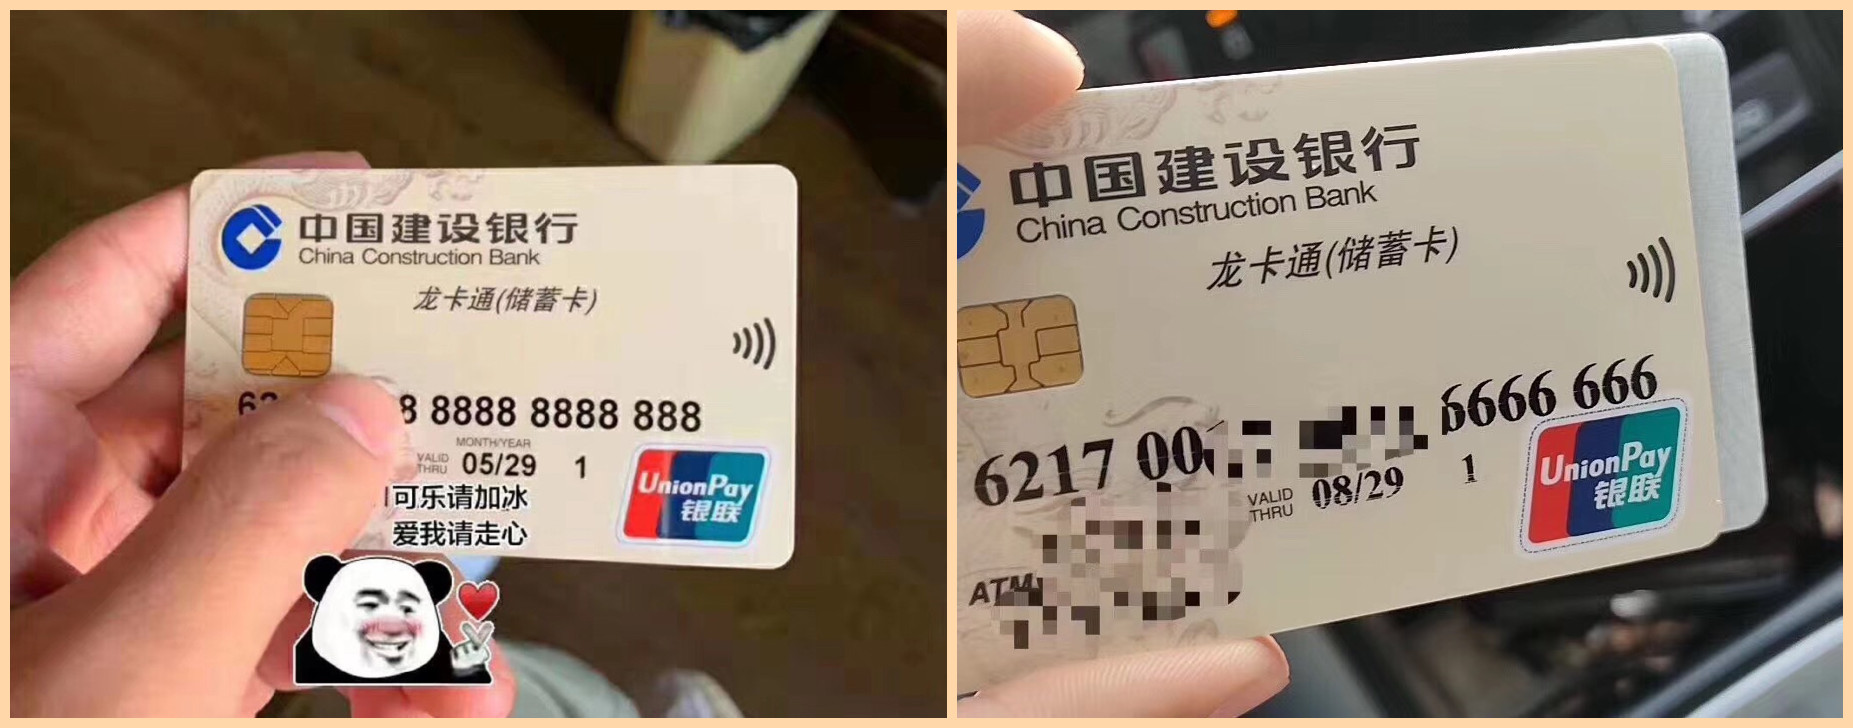 中国建设银行
China Construction Bank
龙卡通(储蓄卡)
8 8888 8888 888
MONTH/YEAR
VALID THRU 05/29 1
可乐请加冰
爱我请走心
UnionPay
银联
中国建设银行
China Construction Bank
龙卡通(储蓄卡)
6217 00 6666 666
VALID THRU 08/29 1
ATM
UnionPay
银联